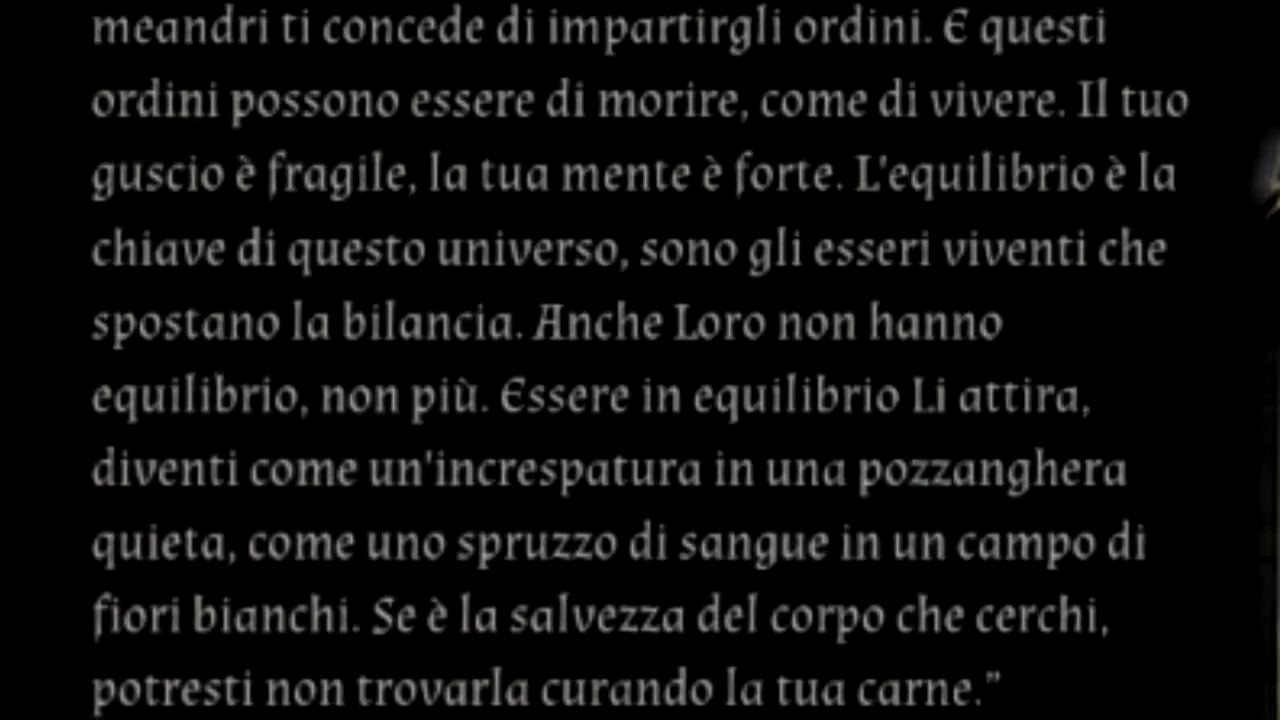 meandri ti concede di impartirgli ordini. E questi
ordini possono essere di morire, come di vivere. Il tuo
guscio è fragile, la tua mente è forte. L'equilibrio è la
chiave di questo universo, sono gli esseri viventi che
spostano la bilancia. Anche Loro non hanno
equilibrio, non più. Essere in equilibrio Li attira,
diventi come un'increspatura in una pozzanghera
quieta, come uno spruzzo di sangue in un campo di
fiori bianchi. Se è la salvezza del corpo che cerchi,
potresti non trovarla curando la tua carne.”